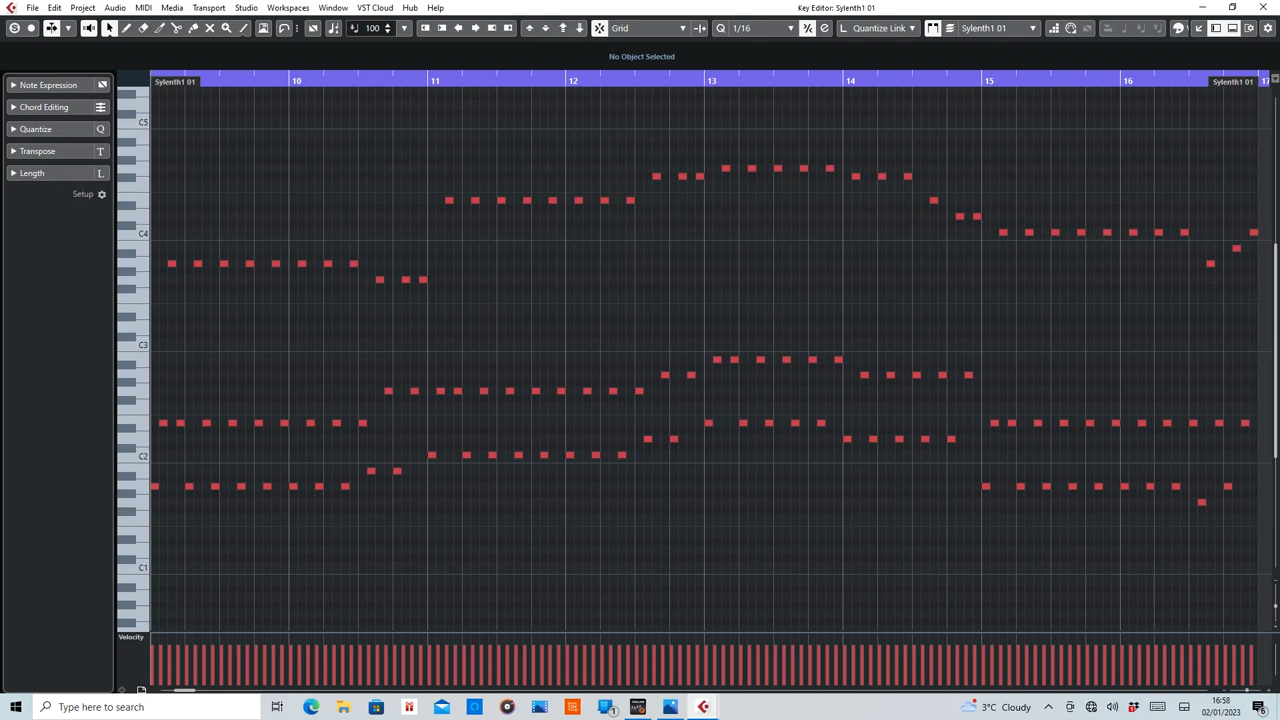 Key Editor: Sylenth1 01
File Edit Project Audio MIDI Media Transport Studio Workspaces Window VST Cloud Hub Help
S 100 Grid Q 1/16 L Quantize Link Sylenth1 01
No Object Selected
Sylenth1 01 10 11 12 13 14 15 16 Sylenth1 01 17
Note Expression
Chord Editing
Quantize Q
Transpose T
Length L
Setup
C5
C4
C3
C2
C1
Velocity
Type here to search
3°C Cloudy
16:58
02/01/2023
1
6